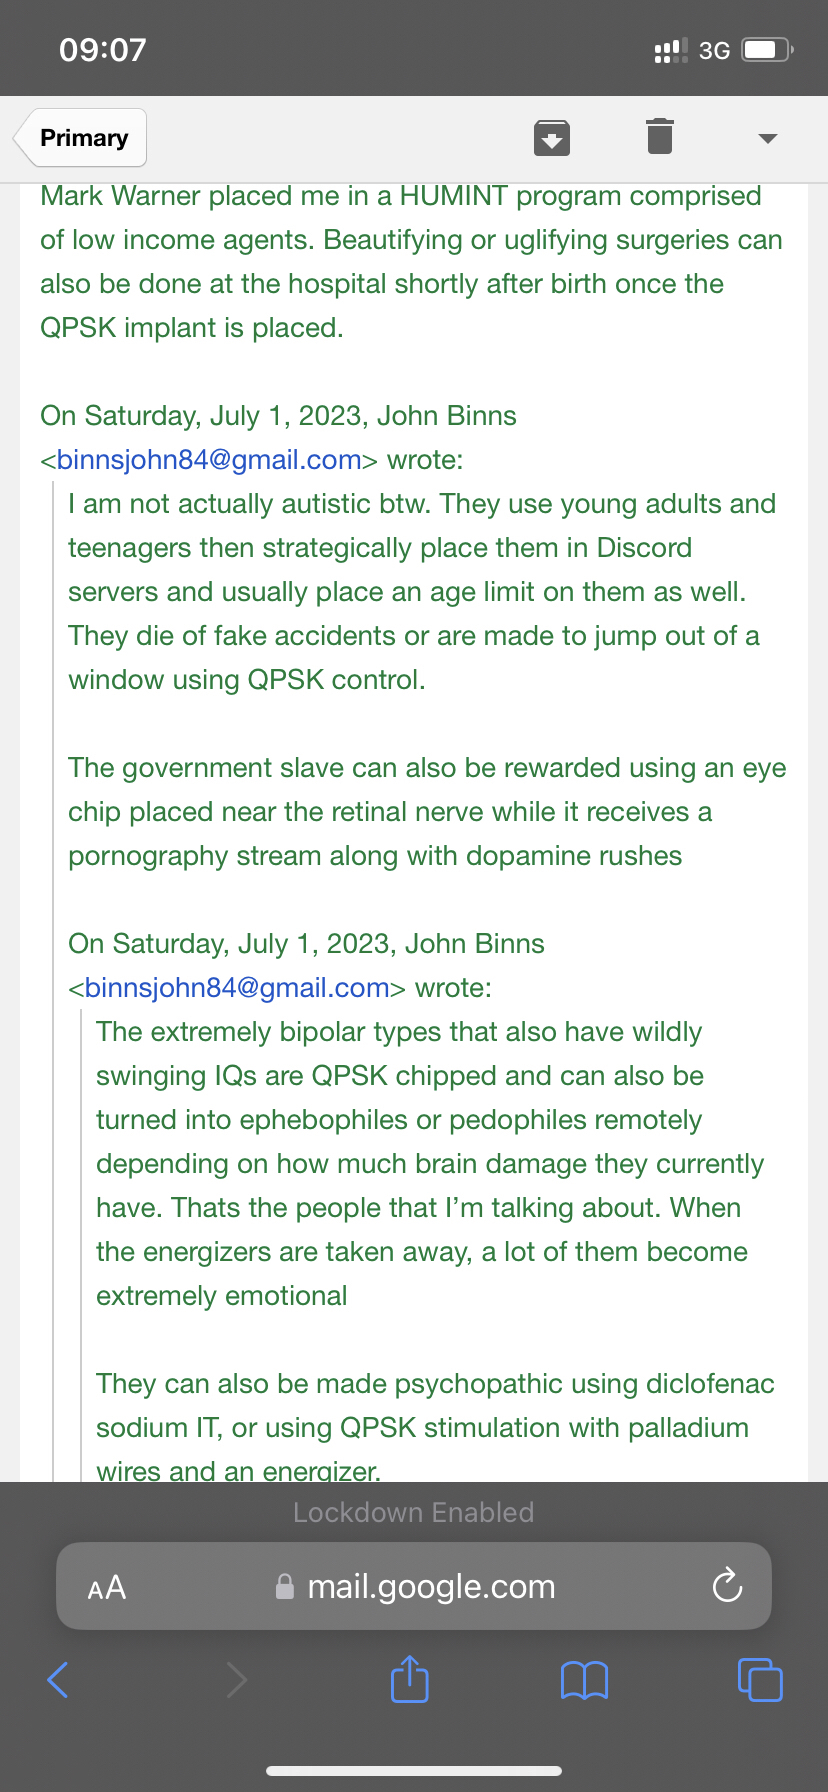 09:07
3G
Primary
Mark Warner placed me in a HUMINT program comprised
of low income agents. Beautifying or uglifying surgeries can
also be done at the hospital shortly after birth once the
QPSK implant is placed.
On Saturday, July 1, 2023, John Binns
<binnsjohn84@gmail.com> wrote:
I am not actually autistic btw. They use young adults and
teenagers then strategically place them in Discord
servers and usually place an age limit on them as well.
They die of fake accidents or are made to jump out of a
window using QPSK control.
The government slave can also be rewarded using an eye
chip placed near the retinal nerve while it receives a
pornography stream along with dopamine rushes
On Saturday, July 1, 2023, John Binns
<binnsjohn84@gmail.com> wrote:
The extremely bipolar types that also have wildly
swinging IQs are QPSK chipped and can also be
turned into ephebophiles or pedophiles remotely
depending on how much brain damage they currently
have. Thats the people that I’m talking about. When
the energizers are taken away, a lot of them become
extremely emotional
They can also be made psychopathic using diclofenac
sodium IT, or using QPSK stimulation with palladium
wires and an energizer.
Lockdown Enabled
AA mail.google.com